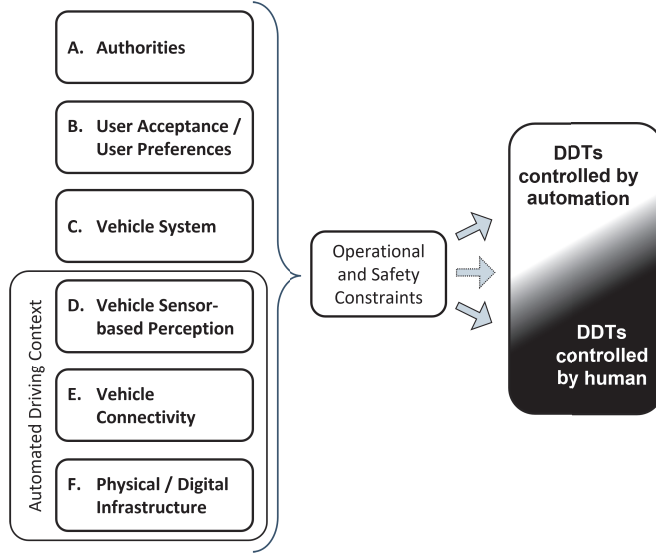 A. Authorities
B. User Acceptance /
User Preferences
C. Vehicle System
Automated Driving Context
D. Vehicle Sensor-
based Perception
E. Vehicle
Connectivity
F. Physical / Digital
Infrastructure
Operational
and Safety
Constraints
DDTs
controlled by
automation
DDTs
controlled
by human